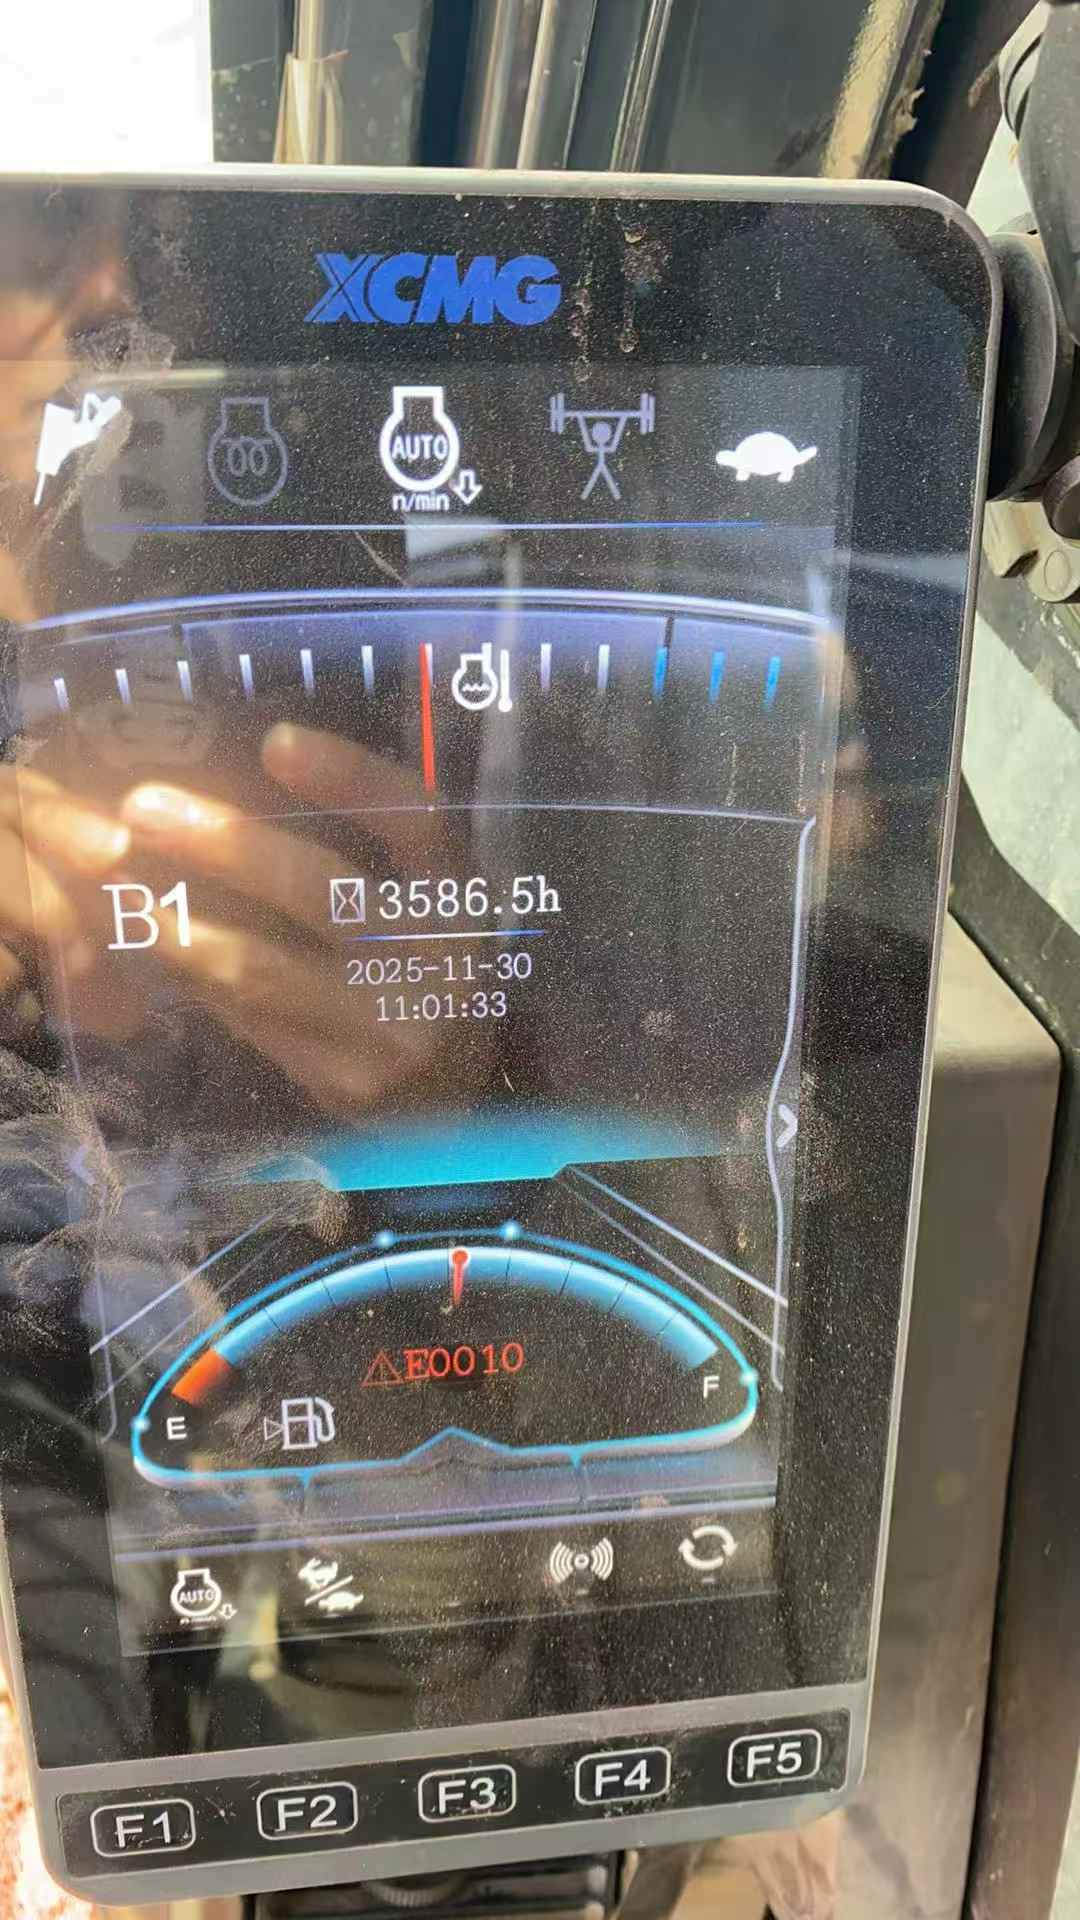 XCMG
00
AUTO
n/min
B1
3586.5h
2025-11-30
11:01:33
E0010
E
F
AUTO
F1 F2 F3 F4 F5